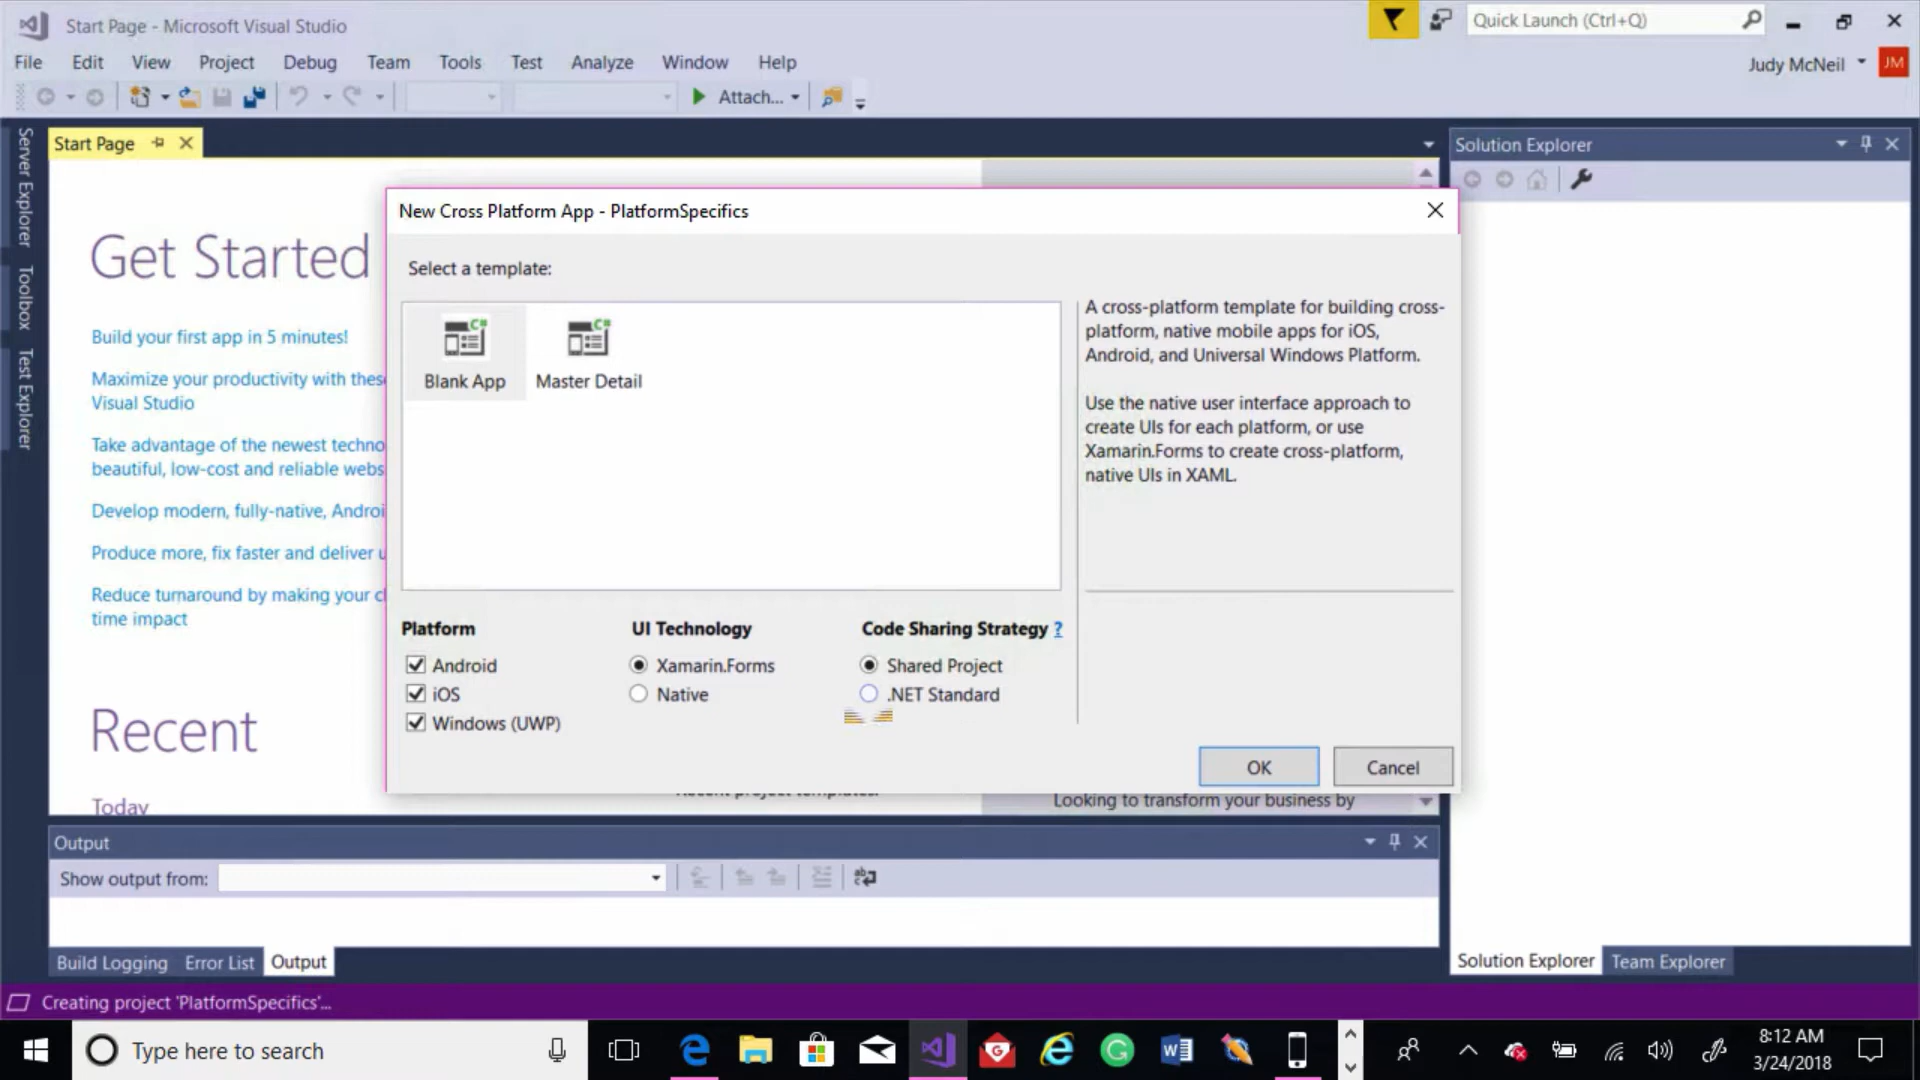 Start Page - Microsoft Visual Studio
Quick Launch (Ctrl+Q)
File Edit View Project Debug Team Tools Test Analyze Window Help
Judy McNeil JM
Attach...
Server Explorer
Toolbox
Test Explorer
Start Page
Get Started
Build your first app in 5 minutes!
Maximize your productivity with these
Visual Studio
Take advantage of the newest techno
beautiful, low-cost and reliable webs
Develop modern, fully-native, Androi
Produce more, fix faster and deliver u
Reduce turnaround by making your cl
time impact
Recent
Today
New Cross Platform App - PlatformSpecifics
Select a template:
C# Blank App
C# Master Detail
A cross-platform template for building cross-
platform, native mobile apps for iOS,
Android, and Universal Windows Platform.
Use the native user interface approach to
create UIs for each platform, or use
Xamarin.Forms to create cross-platform,
native UIs in XAML.
Platform
Android
iOS
Windows (UWP)
UI Technology
Xamarin.Forms
Native
Code Sharing Strategy ?
Shared Project
.NET Standard
OK Cancel
Recent project templates:
Looking to transform your business by
Solution Explorer
Output
Show output from:
Build Logging Error List Output
Solution Explorer Team Explorer
Creating project 'PlatformSpecifics'...
Type here to search
8:12 AM
3/24/2018